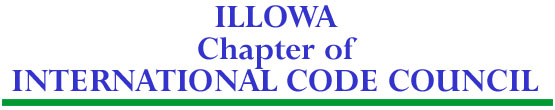 ILLOWA
Chapter of
INTERNATIONAL CODE COUNCIL